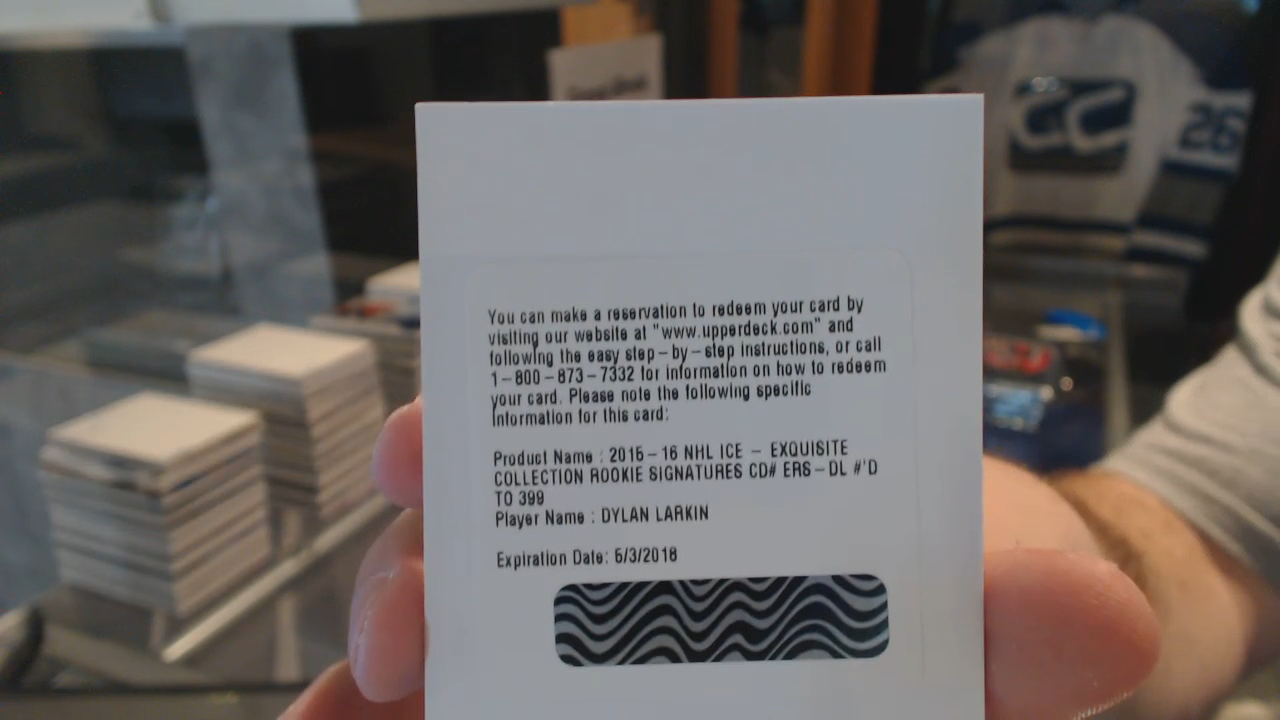 You can make a reservation to redeem your card by
visiting our website at "www.upperdeck.com" and
following the easy step-by-step instructions, or call
1-800-873-7332 for information on how to redeem
your card. Please note the following specific
information for this card:
Product Name : 2015-16 NHL ICE - EXQUISITE
COLLECTION ROOKIE SIGNATURES CD# ERS-DL #'D
TO 399
Player Name : DYLAN LARKIN
Expiration Date: 5/3/2018
26